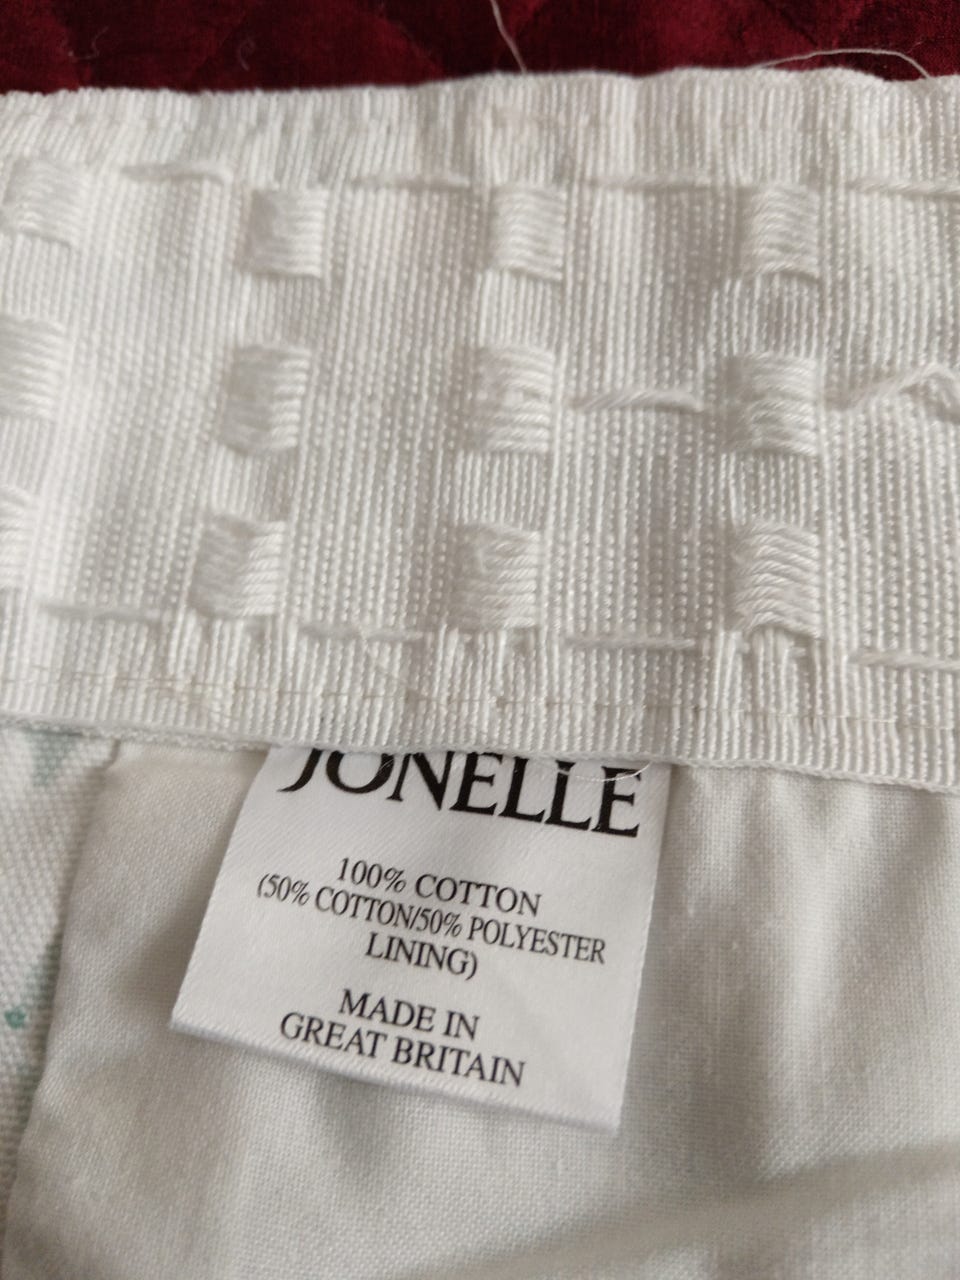 JONELLE
100% COTTON
(50% COTTON/50% POLYESTER
LINING)
MADE IN
GREAT BRITAIN